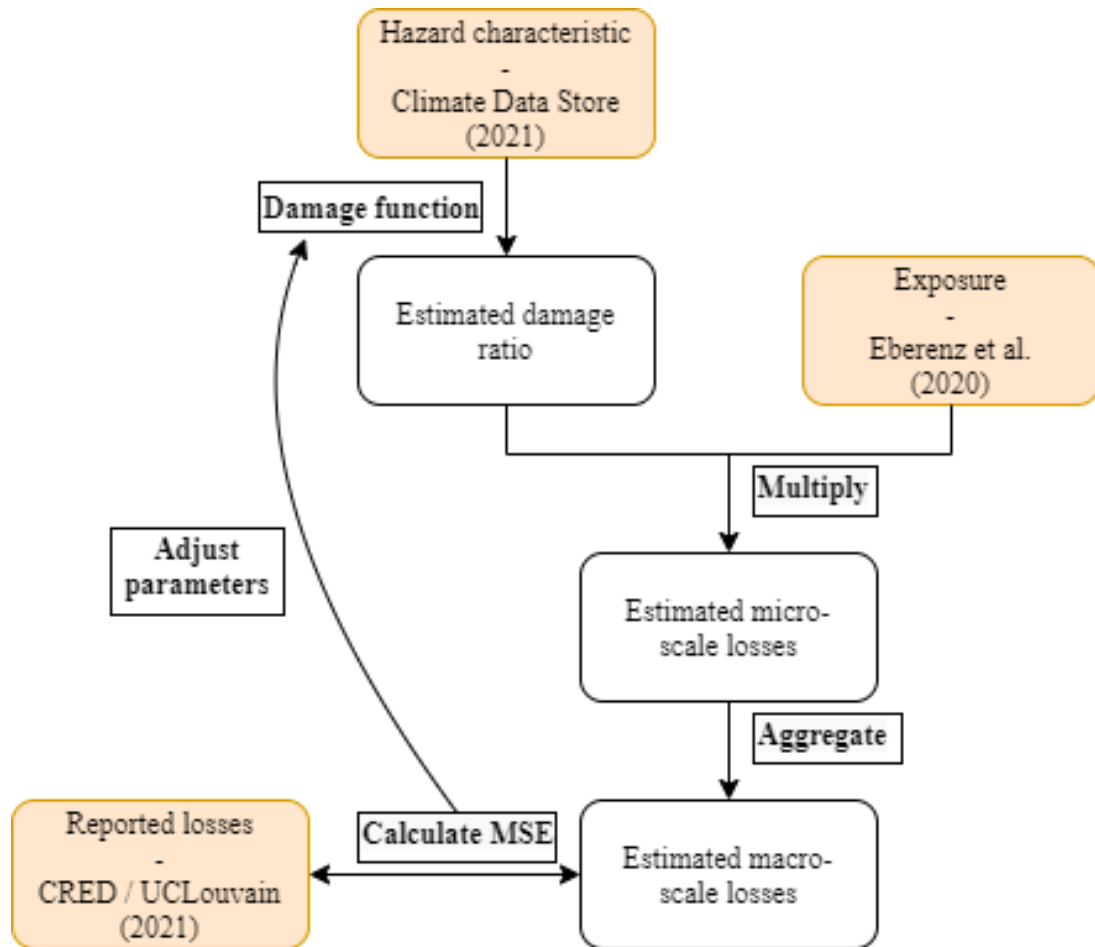 Hazard characteristic
-
Climate Data Store
(2021)
Damage function
Estimated damage
ratio
Exposure
-
Eberenz et al.
(2020)
Multiply
Adjust
parameters
Estimated micro-
scale losses
Aggregate
Reported losses
-
CRED / UCLouvain
(2021)
Calculate MSE
Estimated macro-
scale losses